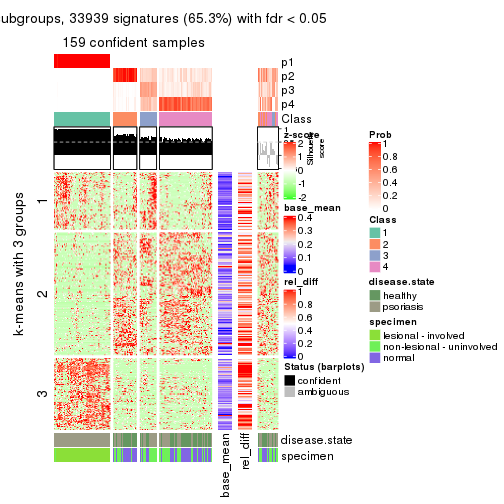 ubgroups, 33939 signatures (65.3%) with fdr < 0.05
159 confident samples
p1
p2
p3
p4
Class
1
Silhouette
score
z-score
2
1
0
-1
-2
base_mean
0.4
0.3
0.2
0.1
0
rel_diff
1
0.8
0.6
0.4
0.2
0
Status (barplots)
confident
ambiguous
Prob
1
0.8
0.6
0.4
0.2
0
Class
1
2
3
4
disease.state
healthy
psoriasis
specimen
lesional - involved
non-lesional - uninvolved
normal
k-means with 3 groups
1
2
3
disease.state
specimen
base_mean
rel_diff